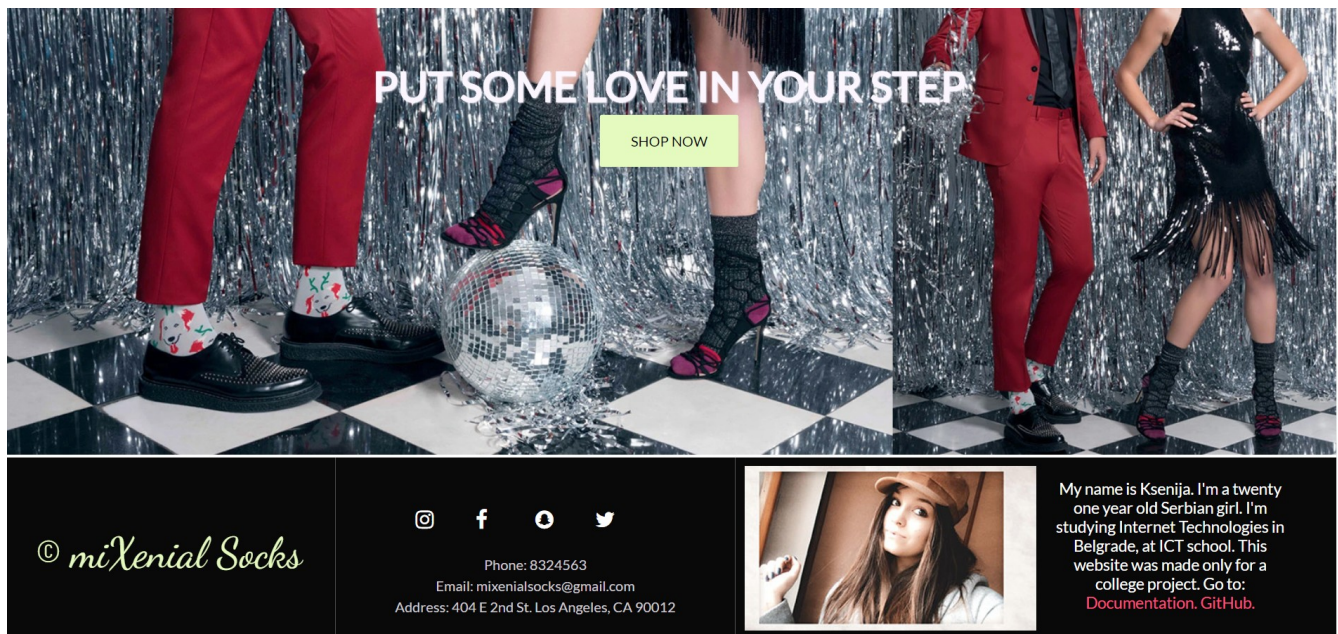 PUT SOME LOVE IN YOUR STEP
SHOP NOW
© miXenial Socks
Phone: 8324563
Email: mixenialsocks@gmail.com
Address: 404 E 2nd St. Los Angeles, CA 90012
My name is Ksenija. I'm a twenty
one year old Serbian girl. I'm
studying Internet Technologies in
Belgrade, at ICT school. This
website was made only for a
college project. Go to:
Documentation. GitHub.